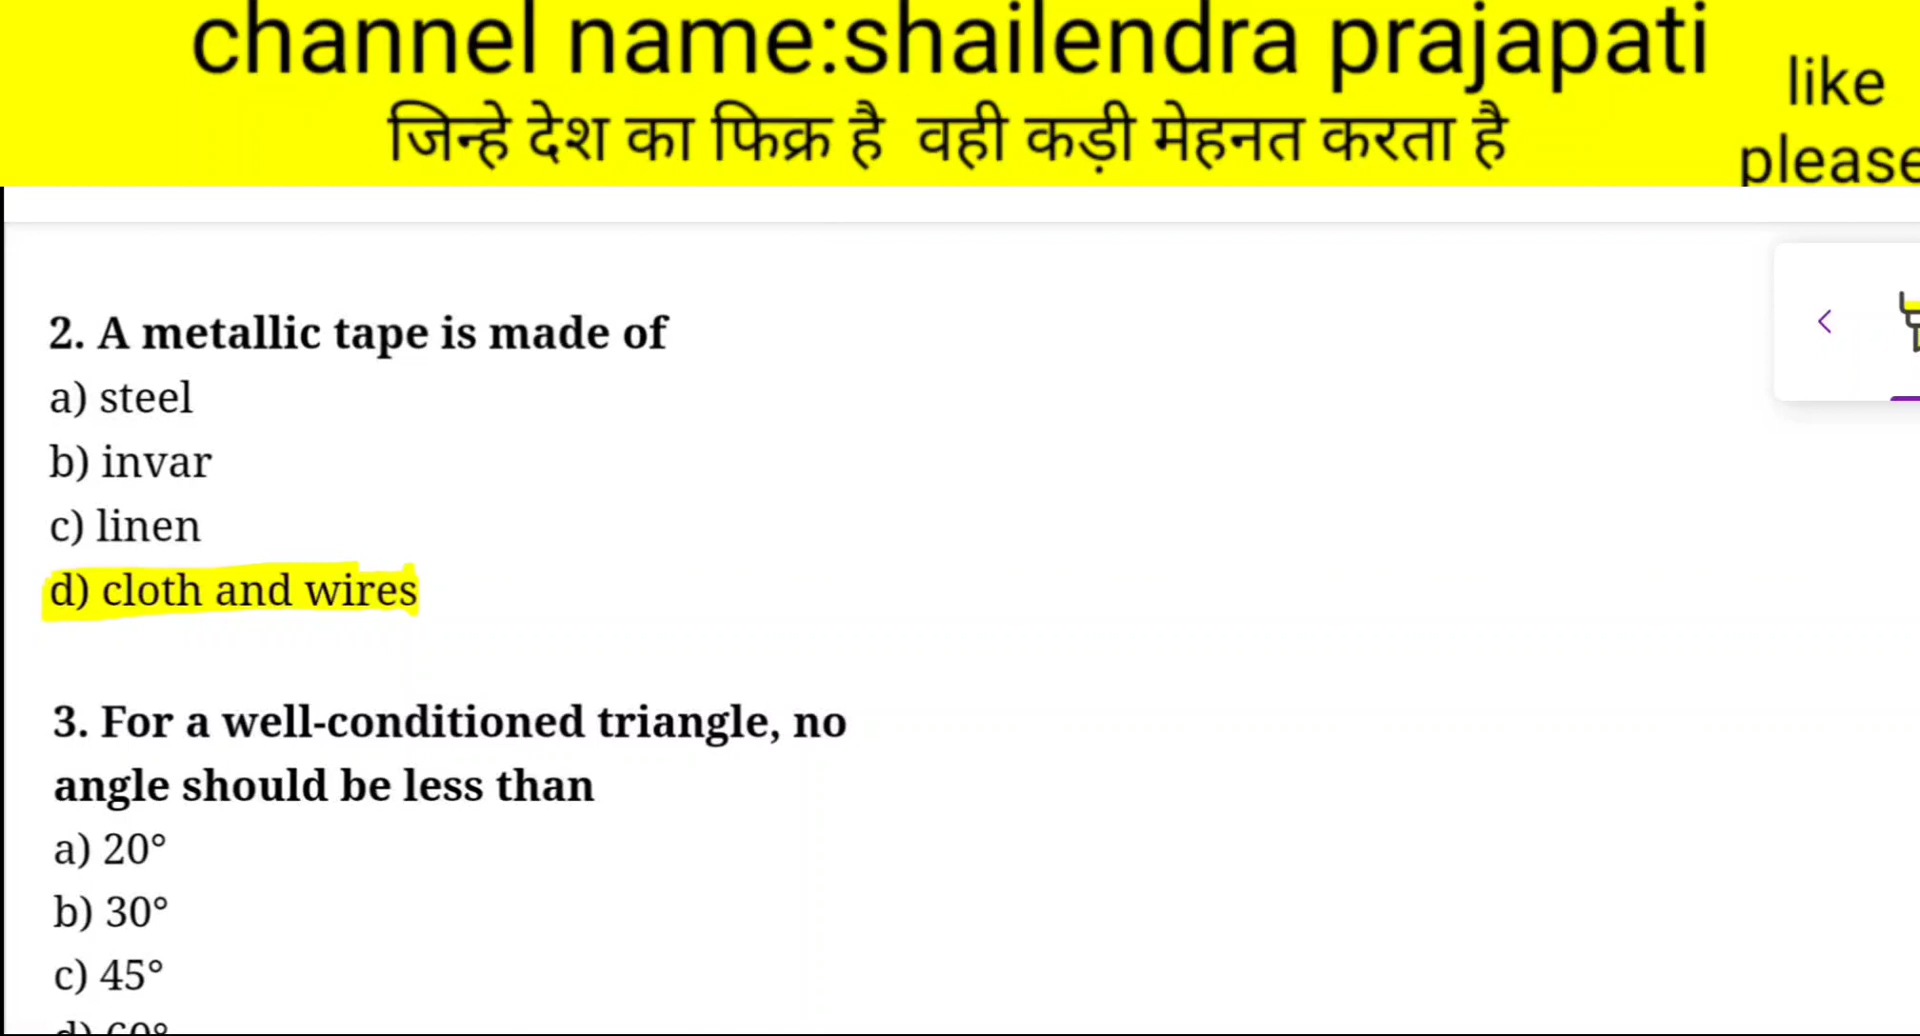 channel name:shailendra prajapati
जिन्हे देश का फिक्र है वही कड़ी मेहनत करता है
like
please
2. A metallic tape is made of
a) steel
b) invar
c) linen
d) cloth and wires
3. For a well-conditioned triangle, no
angle should be less than
a) 20°
b) 30°
c) 45°
d) 60°